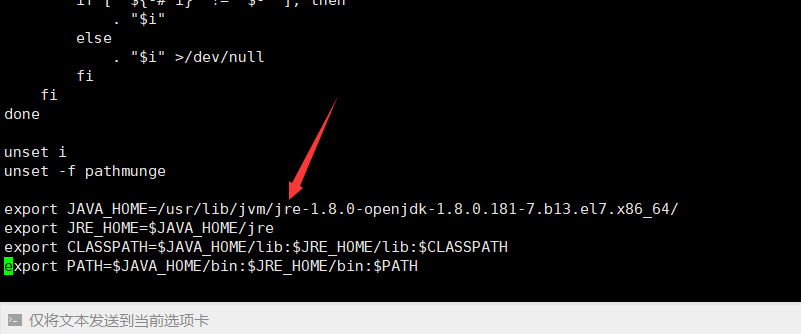 if [ "${-#*i}" != "$-" ]; then
. "$i"
else
. "$i" >/dev/null
fi
fi
done
unset i
unset -f pathmunge
export JAVA_HOME=/usr/lib/jvm/jre-1.8.0-openjdk-1.8.0.181-7.b13.el7.x86_64/
export JRE_HOME=$JAVA_HOME/jre
export CLASSPATH=$JAVA_HOME/lib:$JRE_HOME/lib:$CLASSPATH
export PATH=$JAVA_HOME/bin:$JRE_HOME/bin:$PATH
仅将文本发送到当前选项卡